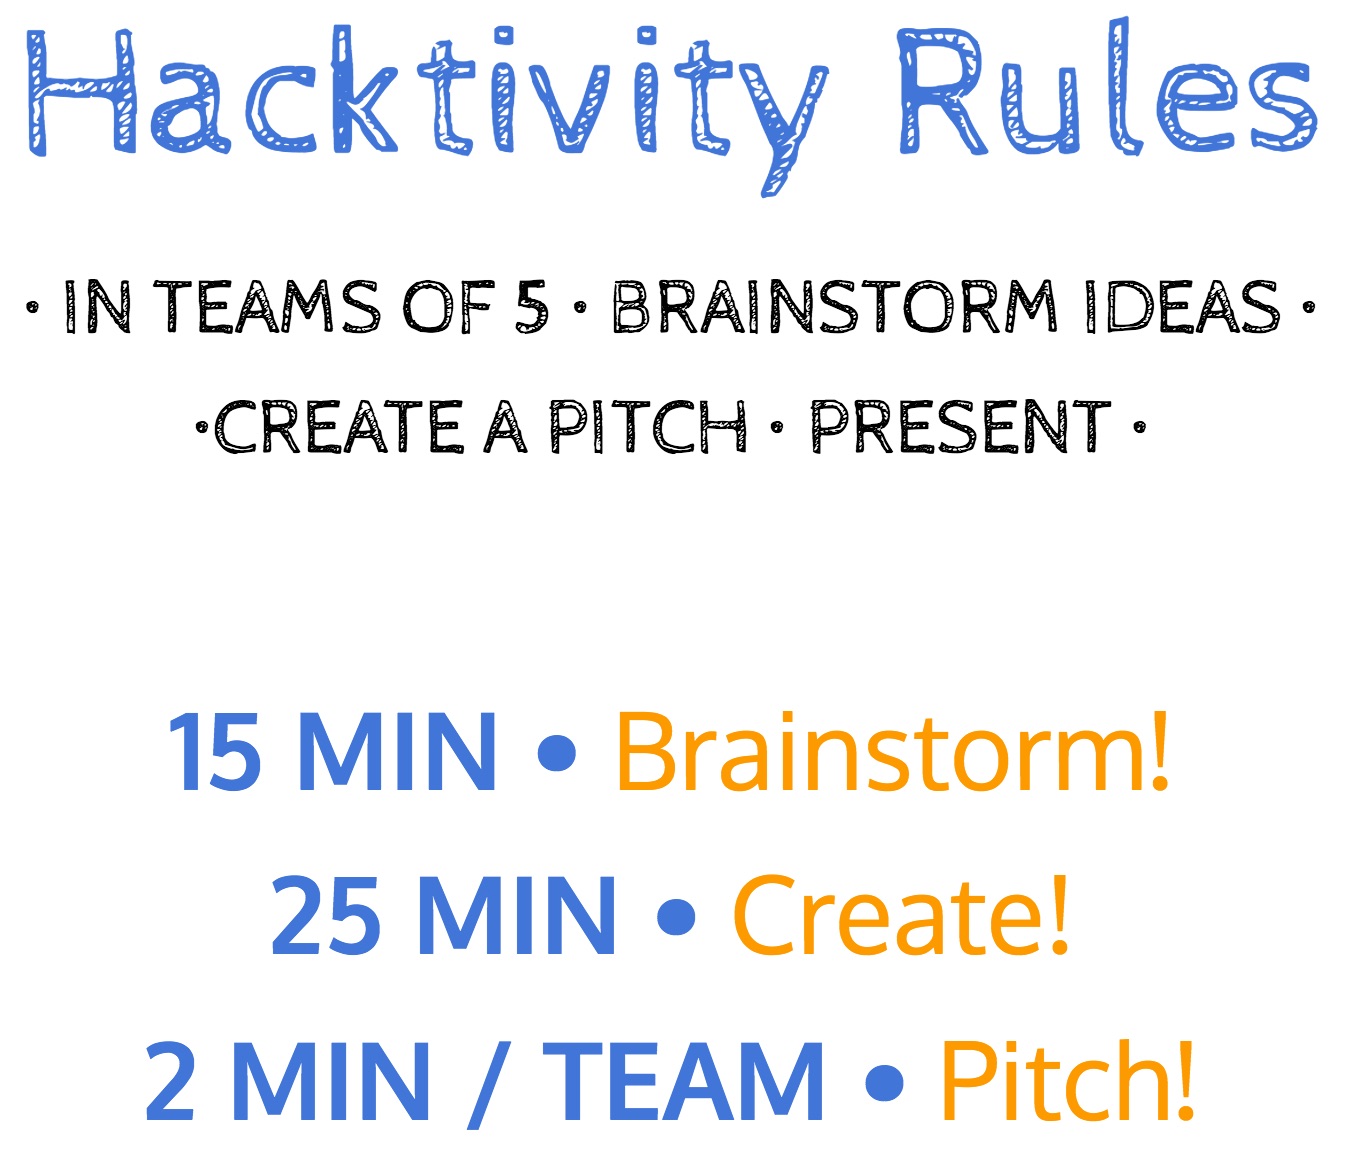 Hacktivity Rules
• IN TEAMS OF 5 • BRAINSTORM IDEAS •
•CREATE A PITCH • PRESENT •
15 MIN • Brainstorm!
25 MIN • Create!
2 MIN / TEAM • Pitch!